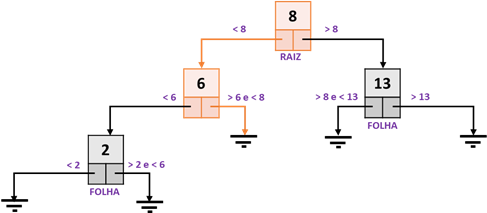 8
< 8
> 8
RAIZ
6
13
< 6
> 6 e < 8
> 8 e < 13
> 13
FOLHA
2
< 2
> 2 e < 6
FOLHA